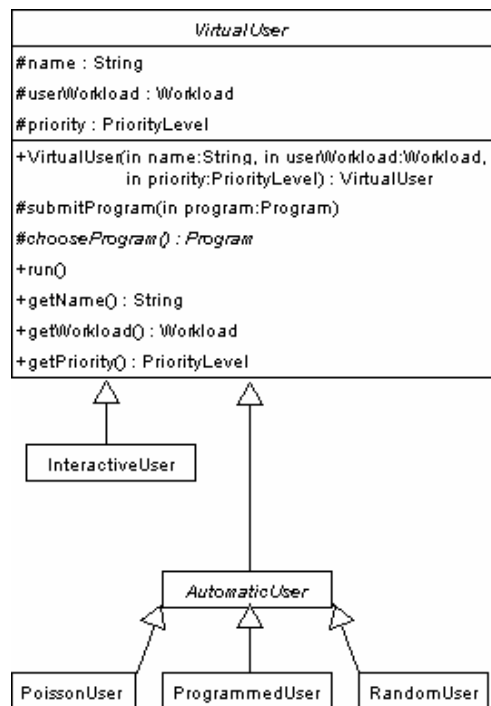 VirtualUser
#name : String
#userWorkload : Workload
#priority : PriorityLevel
+VirtualUser(in name:String, in userWorkload:Workload,
in priority:PriorityLevel) : VirtualUser
#submitProgram(in program:Program)
#chooseProgram() : Program
+run()
+getName() : String
+getWorkload() : Workload
+getPriority() : PriorityLevel
InteractiveUser
AutomaticUser
PoissonUser
ProgrammedUser
RandomUser